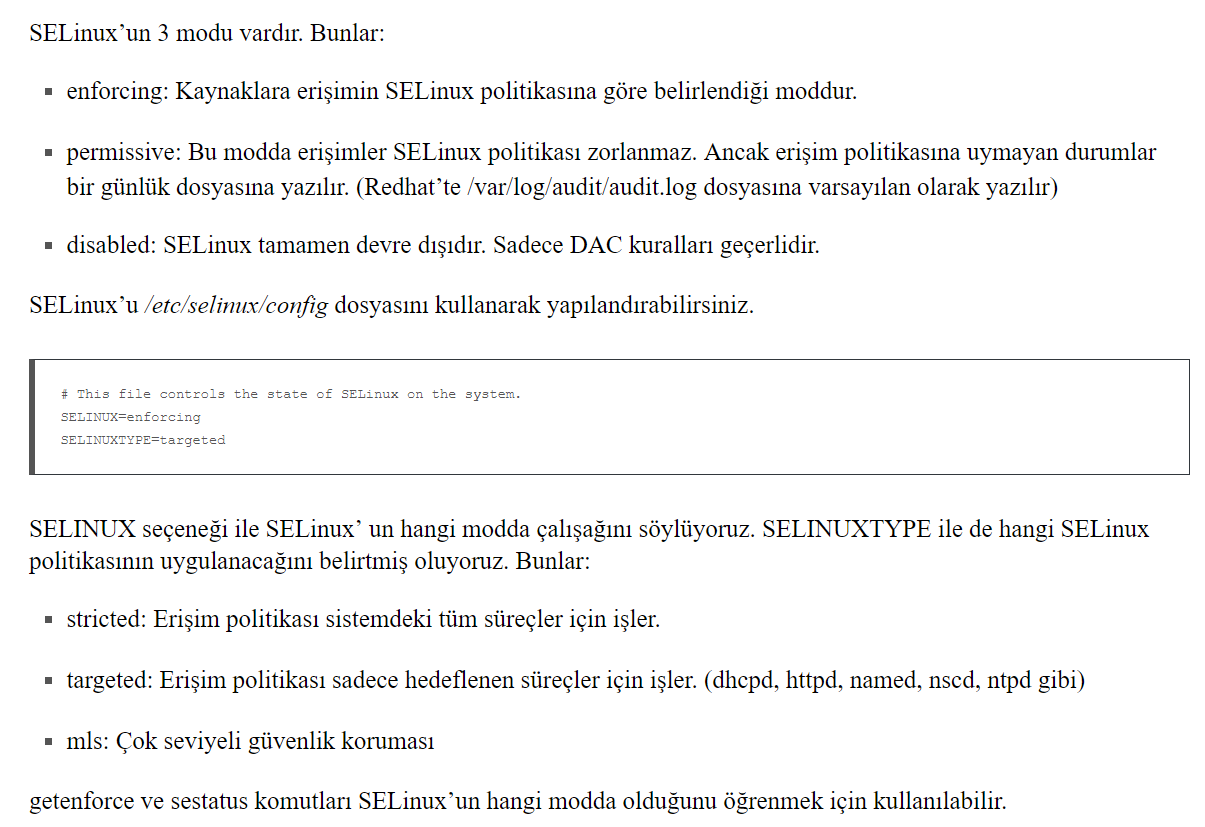 SELinux’un 3 modu vardır. Bunlar:
enforcing: Kaynaklara erişimin SELinux politikasına göre belirlendiği moddur.
permissive: Bu modda erişimler SELinux politikası zorlanmaz. Ancak erişim politikasına uymayan durumlar
bir günlük dosyasına yazılır. (Redhat’te /var/log/audit/audit.log dosyasına varsayılan olarak yazılır)
disabled: SELinux tamamen devre dışıdır. Sadece DAC kuralları geçerlidir.
SELinux’u /etc/selinux/config dosyasını kullanarak yapılandırabilirsiniz.
# This file controls the state of SELinux on the system.
SELINUX=enforcing
SELINUXTYPE=targeted
SELINUX seçeneği ile SELinux’ un hangi modda çalışağını söylüyoruz. SELINUXTYPE ile de hangi SELinux
politikasının uygulanacağını belirtmiş oluyoruz. Bunlar:
stricted: Erişim politikası sistemdeki tüm süreçler için işler.
targeted: Erişim politikası sadece hedeflenen süreçler için işler. (dhcpd, httpd, named, nscd, ntpd gibi)
mls: Çok seviyeli güvenlik koruması
getenforce ve sestatus komutları SELinux’un hangi modda olduğunu öğrenmek için kullanılabilir.